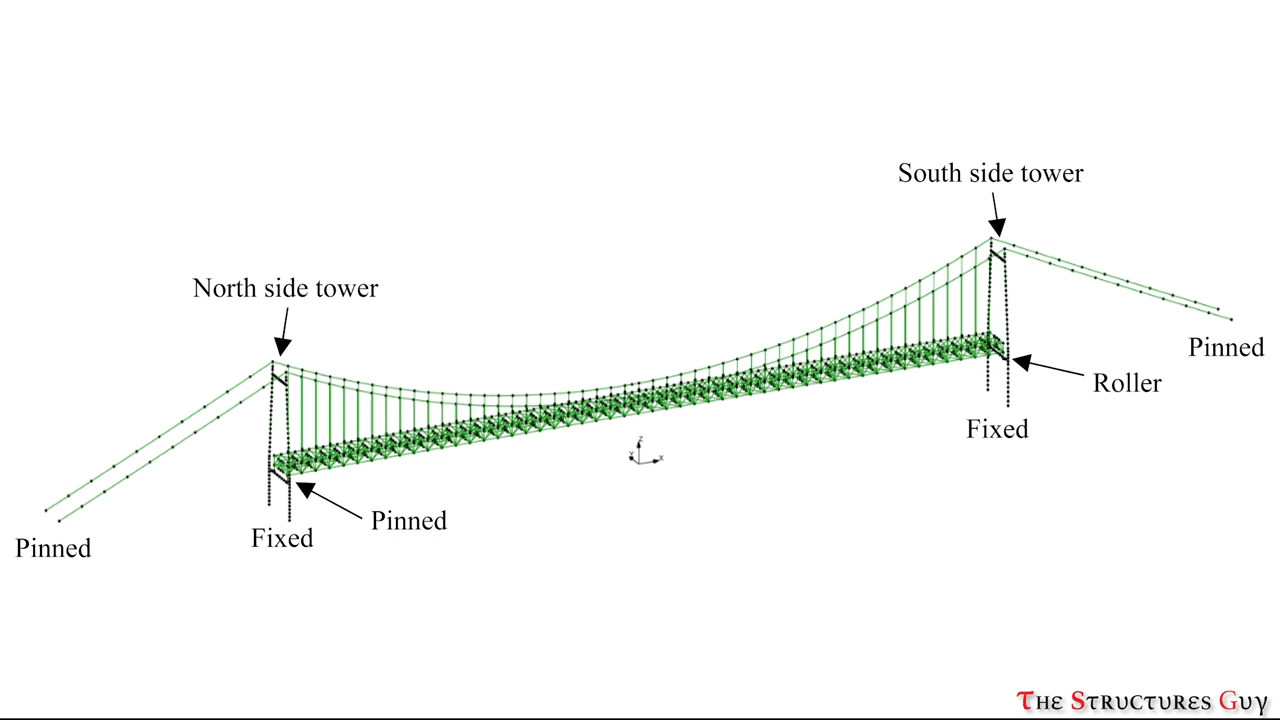 South side tower
North side tower
Pinned
Roller
Fixed
Pinned
Fixed
Pinned
z
x
The Structures Guy